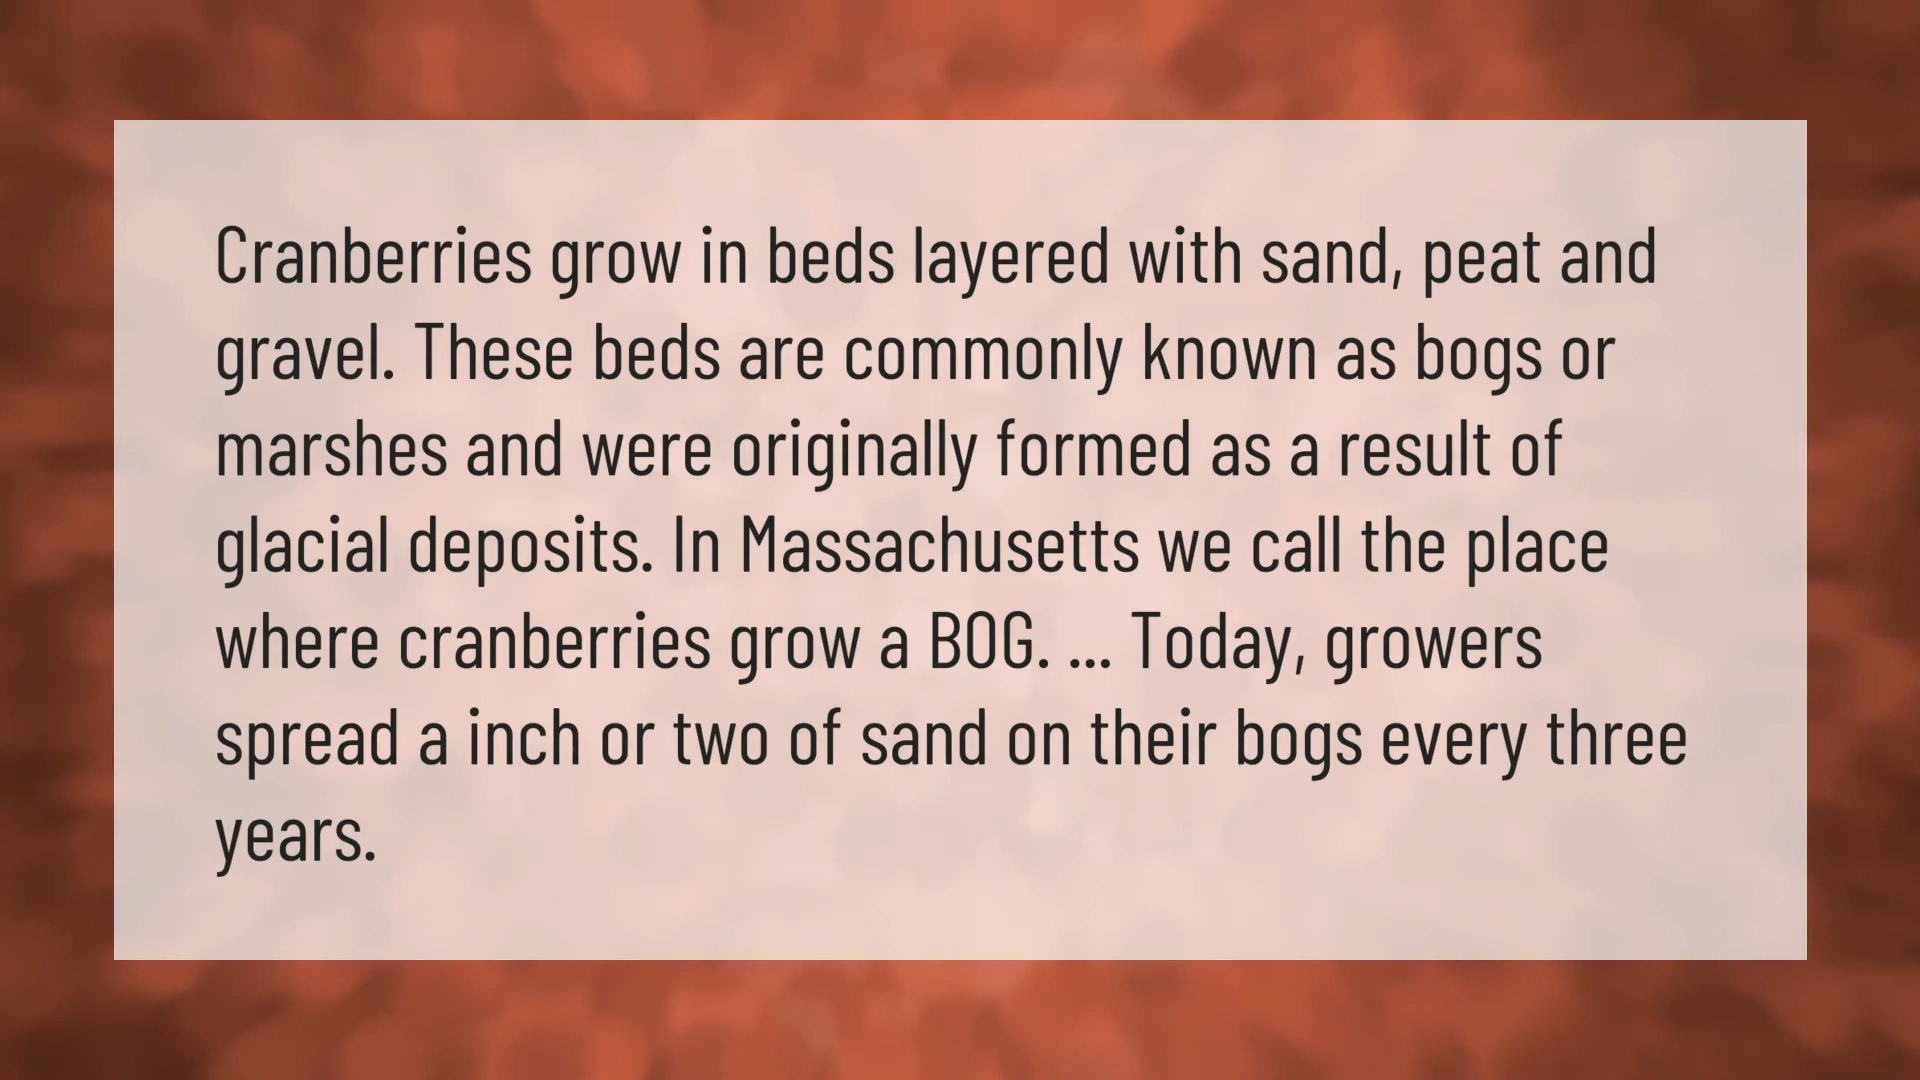 Cranberries grow in beds layered with sand, peat and
gravel. These beds are commonly known as bogs or
marshes and were originally formed as a result of
glacial deposits. In Massachusetts we call the place
where cranberries grow a BOG. ... Today, growers
spread a inch or two of sand on their bogs every three
years.